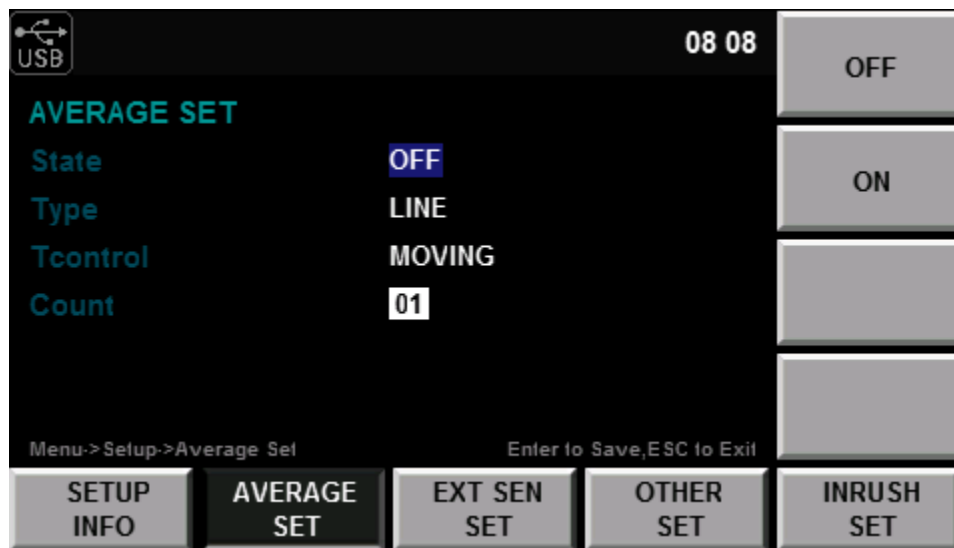 USB
08 08
OFF
AVERAGE SET
State OFF
ON
Type LINE
Tcontrol MOVING
Count 01
Menu->Setup->Average Set Enter to Save,ESC to Exit
SETUP INFO
AVERAGE SET
EXT SEN SET
OTHER SET
INRUSH SET